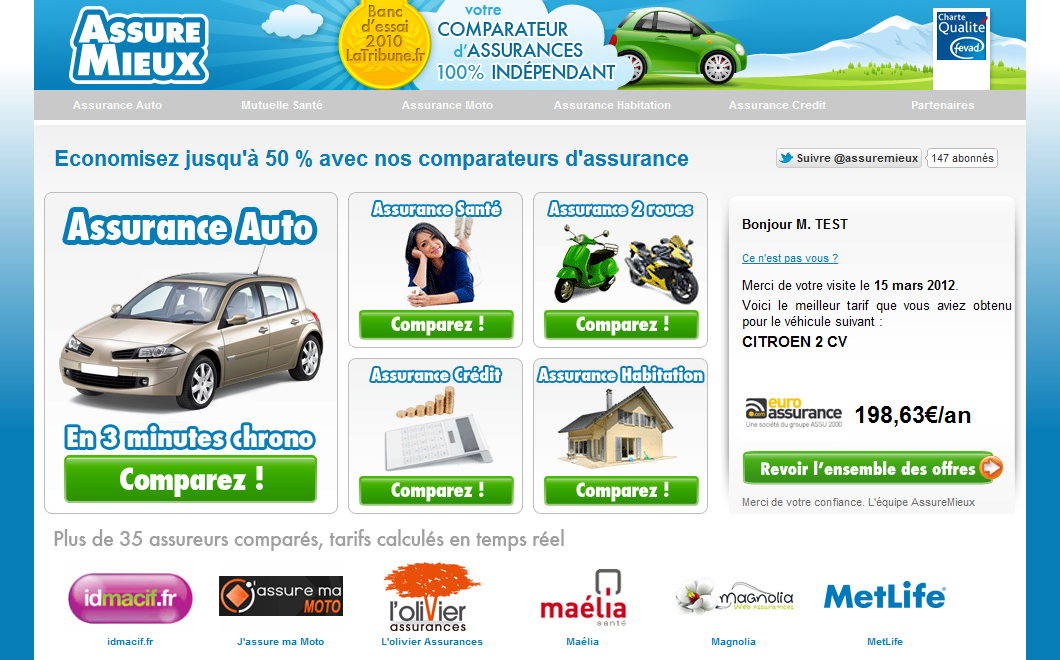 ASSURE
MIEUX
Banc
d'essai
2010
LaTribune.fr
votre
COMPARATEUR
d'ASSURANCES
100% INDÉPENDANT
Charte
Qualité
fevad
Assurance Auto
Mutuelle Santé
Assurance Moto
Assurance Habitation
Assurance Credit
Partenaires
Economisez jusqu'à 50 % avec nos comparateurs d'assurance
Suivre @assuremieux
147 abonnés
Assurance Auto
En 3 minutes chrono
Comparez !
Assurance Santé
Comparez !
Assurance 2 roues
Comparez !
Assurance Crédit
Comparez !
Assurance Habitation
Comparez !
Bonjour M. TEST
Ce n'est pas vous ?
Merci de votre visite le 15 mars 2012.
Voici le meilleur tarif que vous aviez obtenu
pour le véhicule suivant :
CITROEN 2 CV
euro
.com assurance
Une société du groupe ASSU 2000
198,63€/an
Revoir l'ensemble des offres
Merci de votre confiance. L'équipe AssureMieux
Plus de 35 assureurs comparés, tarifs calculés en temps réel
idmacif.fr
j'assure ma
MOTO
l'olivier
assurances
maélia
santé
magnolia
Web Assurances
MetLife
idmacif.fr
J'assure ma Moto
L'olivier Assurances
Maélia
Magnolia
MetLife